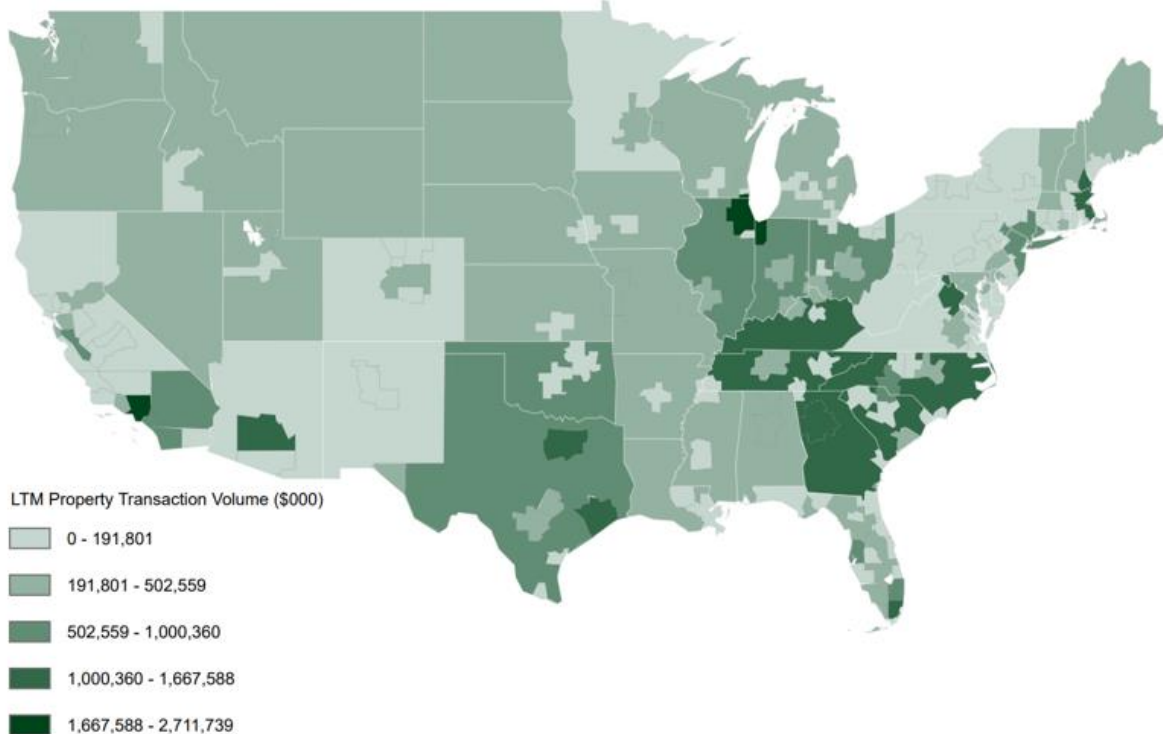 LTM Property Transaction Volume ($000)
0 - 191,801
191,801 - 502,559
502,559 - 1,000,360
1,000,360 - 1,667,588
1,667,588 - 2,711,739